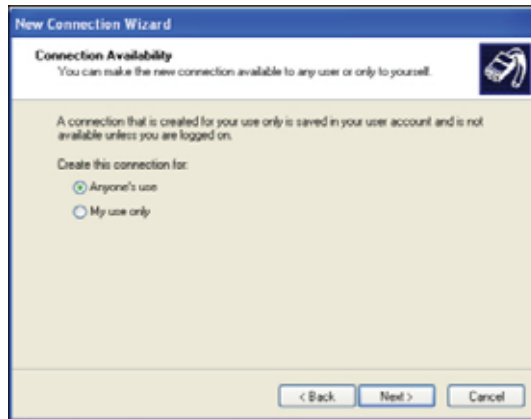 New Connection Wizard
Connection Availability
You can make the new connection available to any user or only to yourself.
A connection that is created for your use only is saved in your user account and is not
available unless you are logged on.
Create this connection for:
Anyone's use
My use only
< Back
Next >
Cancel